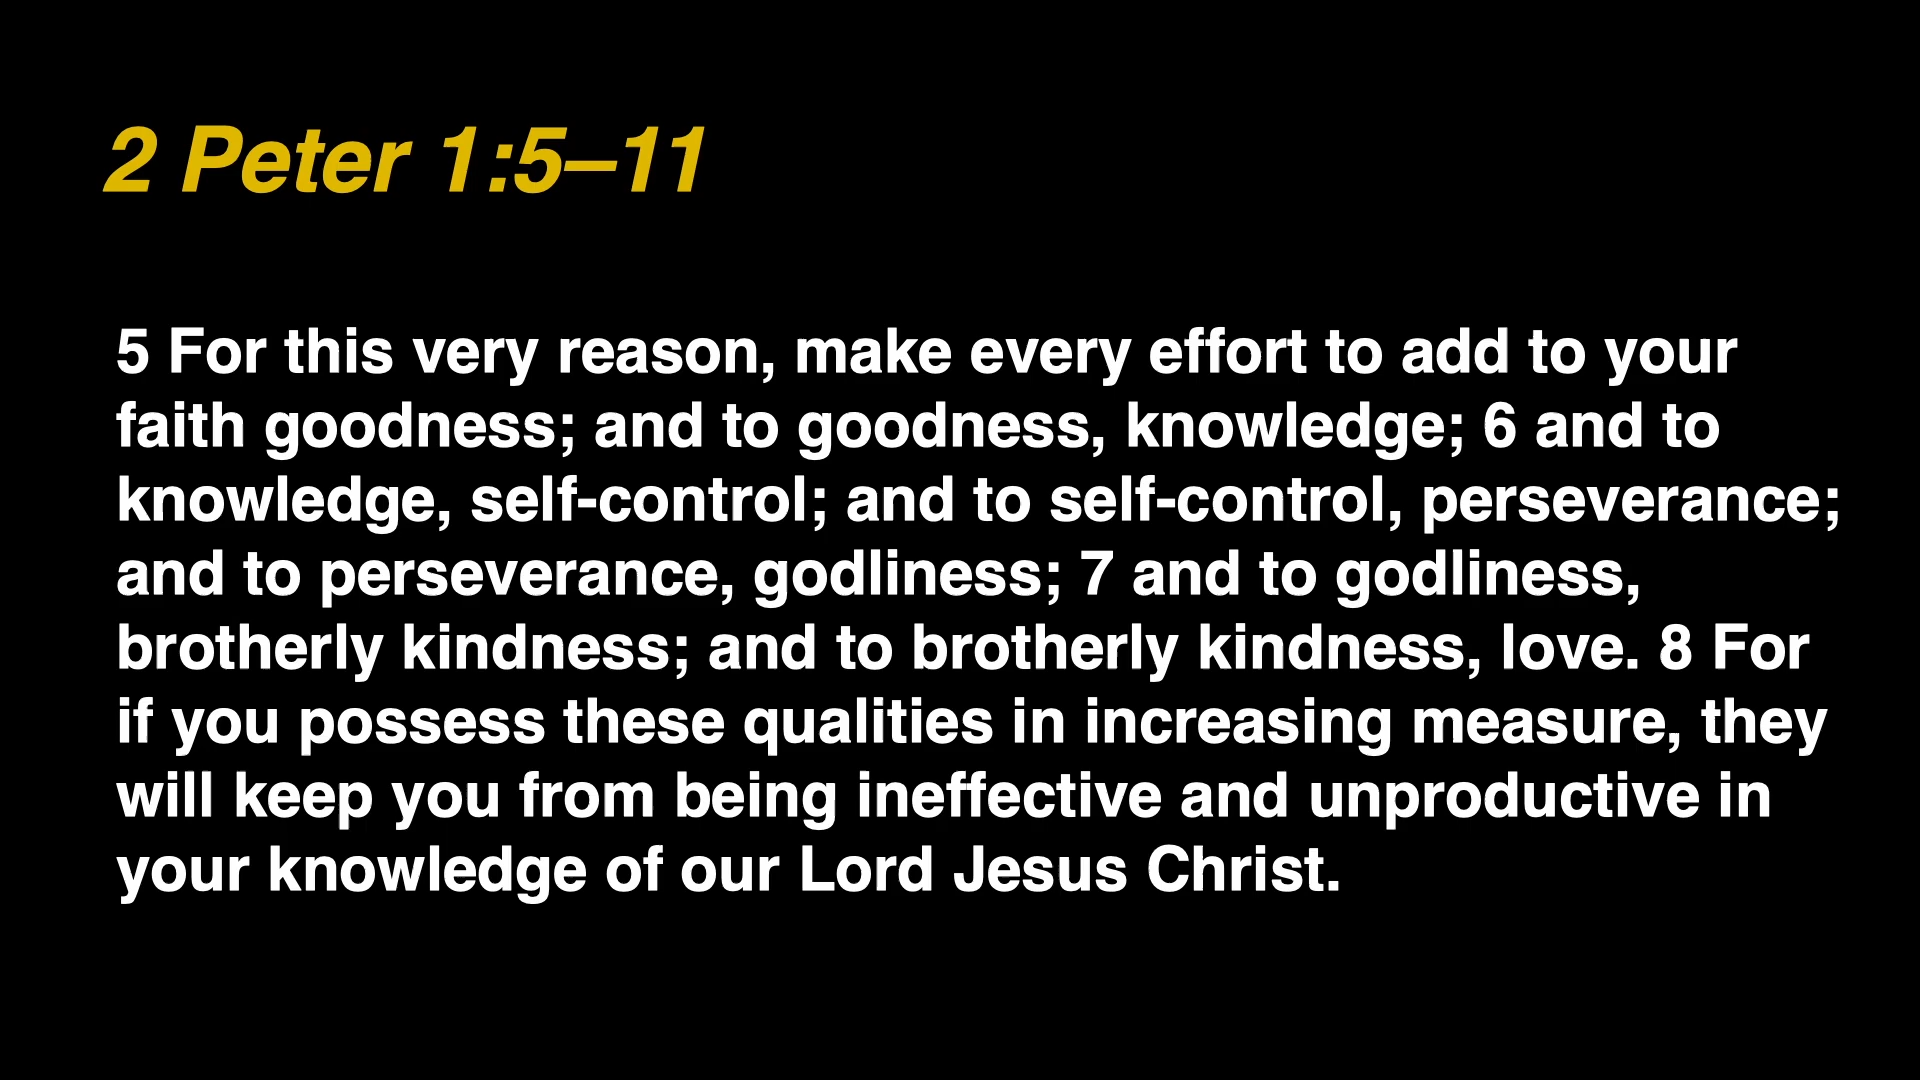 2 Peter 1:5–11
5 For this very reason, make every effort to add to your
faith goodness; and to goodness, knowledge; 6 and to
knowledge, self-control; and to self-control, perseverance;
and to perseverance, godliness; 7 and to godliness,
brotherly kindness; and to brotherly kindness, love. 8 For
if you possess these qualities in increasing measure, they
will keep you from being ineffective and unproductive in
your knowledge of our Lord Jesus Christ.